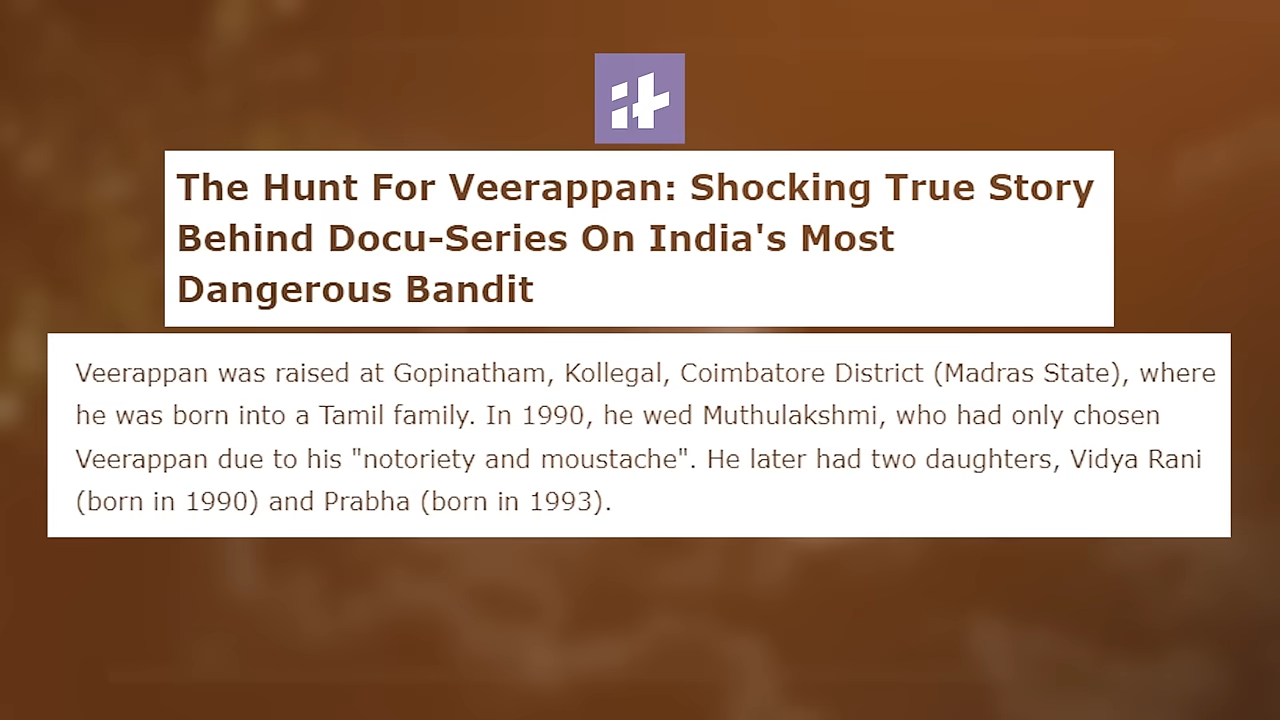 it
The Hunt For Veerappan: Shocking True Story
Behind Docu-Series On India's Most
Dangerous Bandit
Veerappan was raised at Gopinatham, Kollegal, Coimbatore District (Madras State), where
he was born into a Tamil family. In 1990, he wed Muthulakshmi, who had only chosen
Veerappan due to his "notoriety and moustache". He later had two daughters, Vidya Rani
(born in 1990) and Prabha (born in 1993).